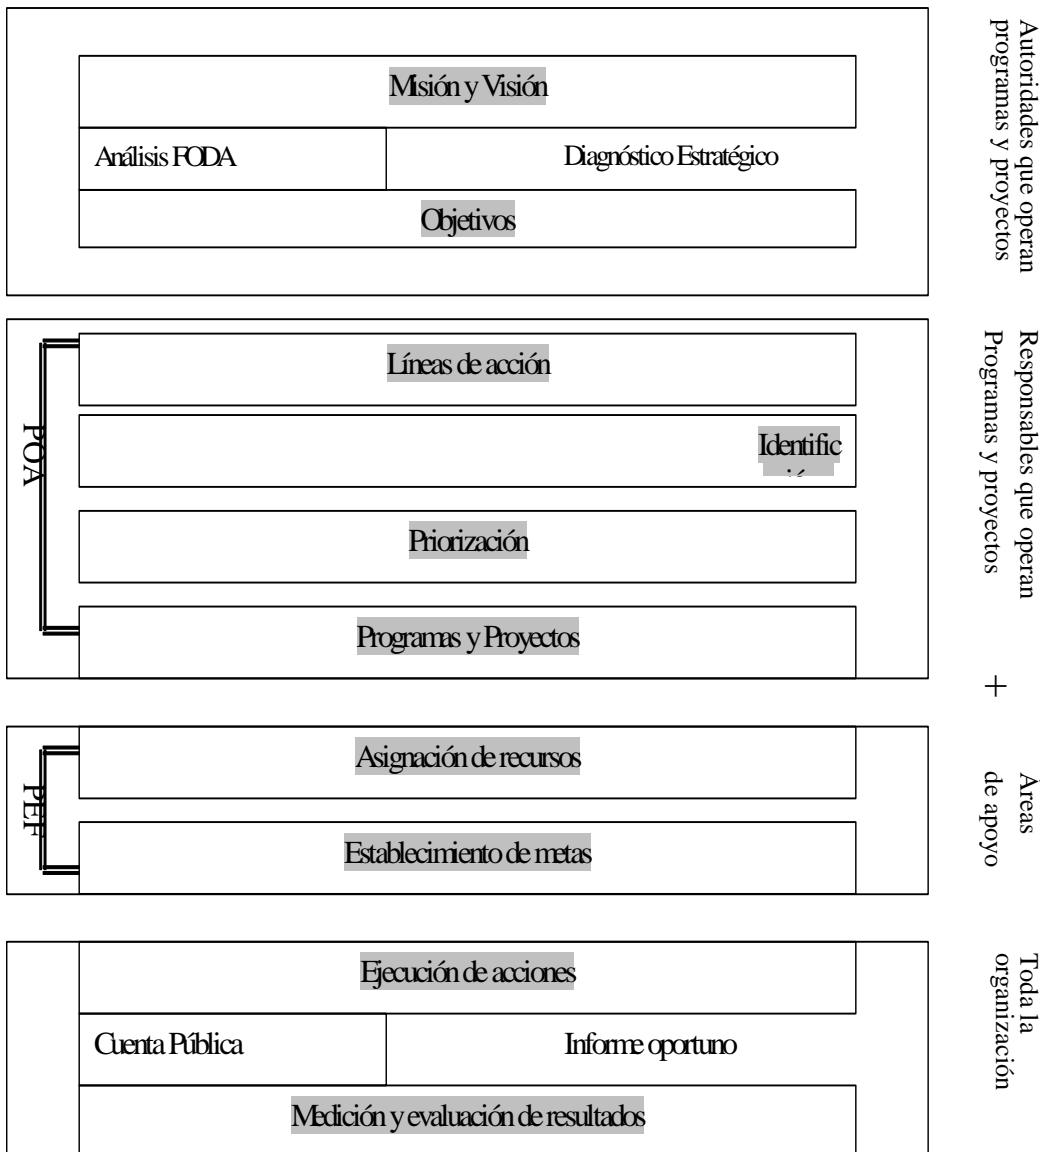 Misión y Visión
Análisis FODA
Diagnóstico Estratégico
Objetivos
Autoridades que operan
programas y proyectos
Líneas de acción
Identific
Priorización
Programas y Proyectos
POA
Responsables que operan
Programas y proyectos
+
Asignación de recursos
Establecimiento de metas
PEF
Áreas
de apoyo
Ejecución de acciones
Cuenta Pública
Informe oportuno
Medición y evaluación de resultados
Toda la
organización